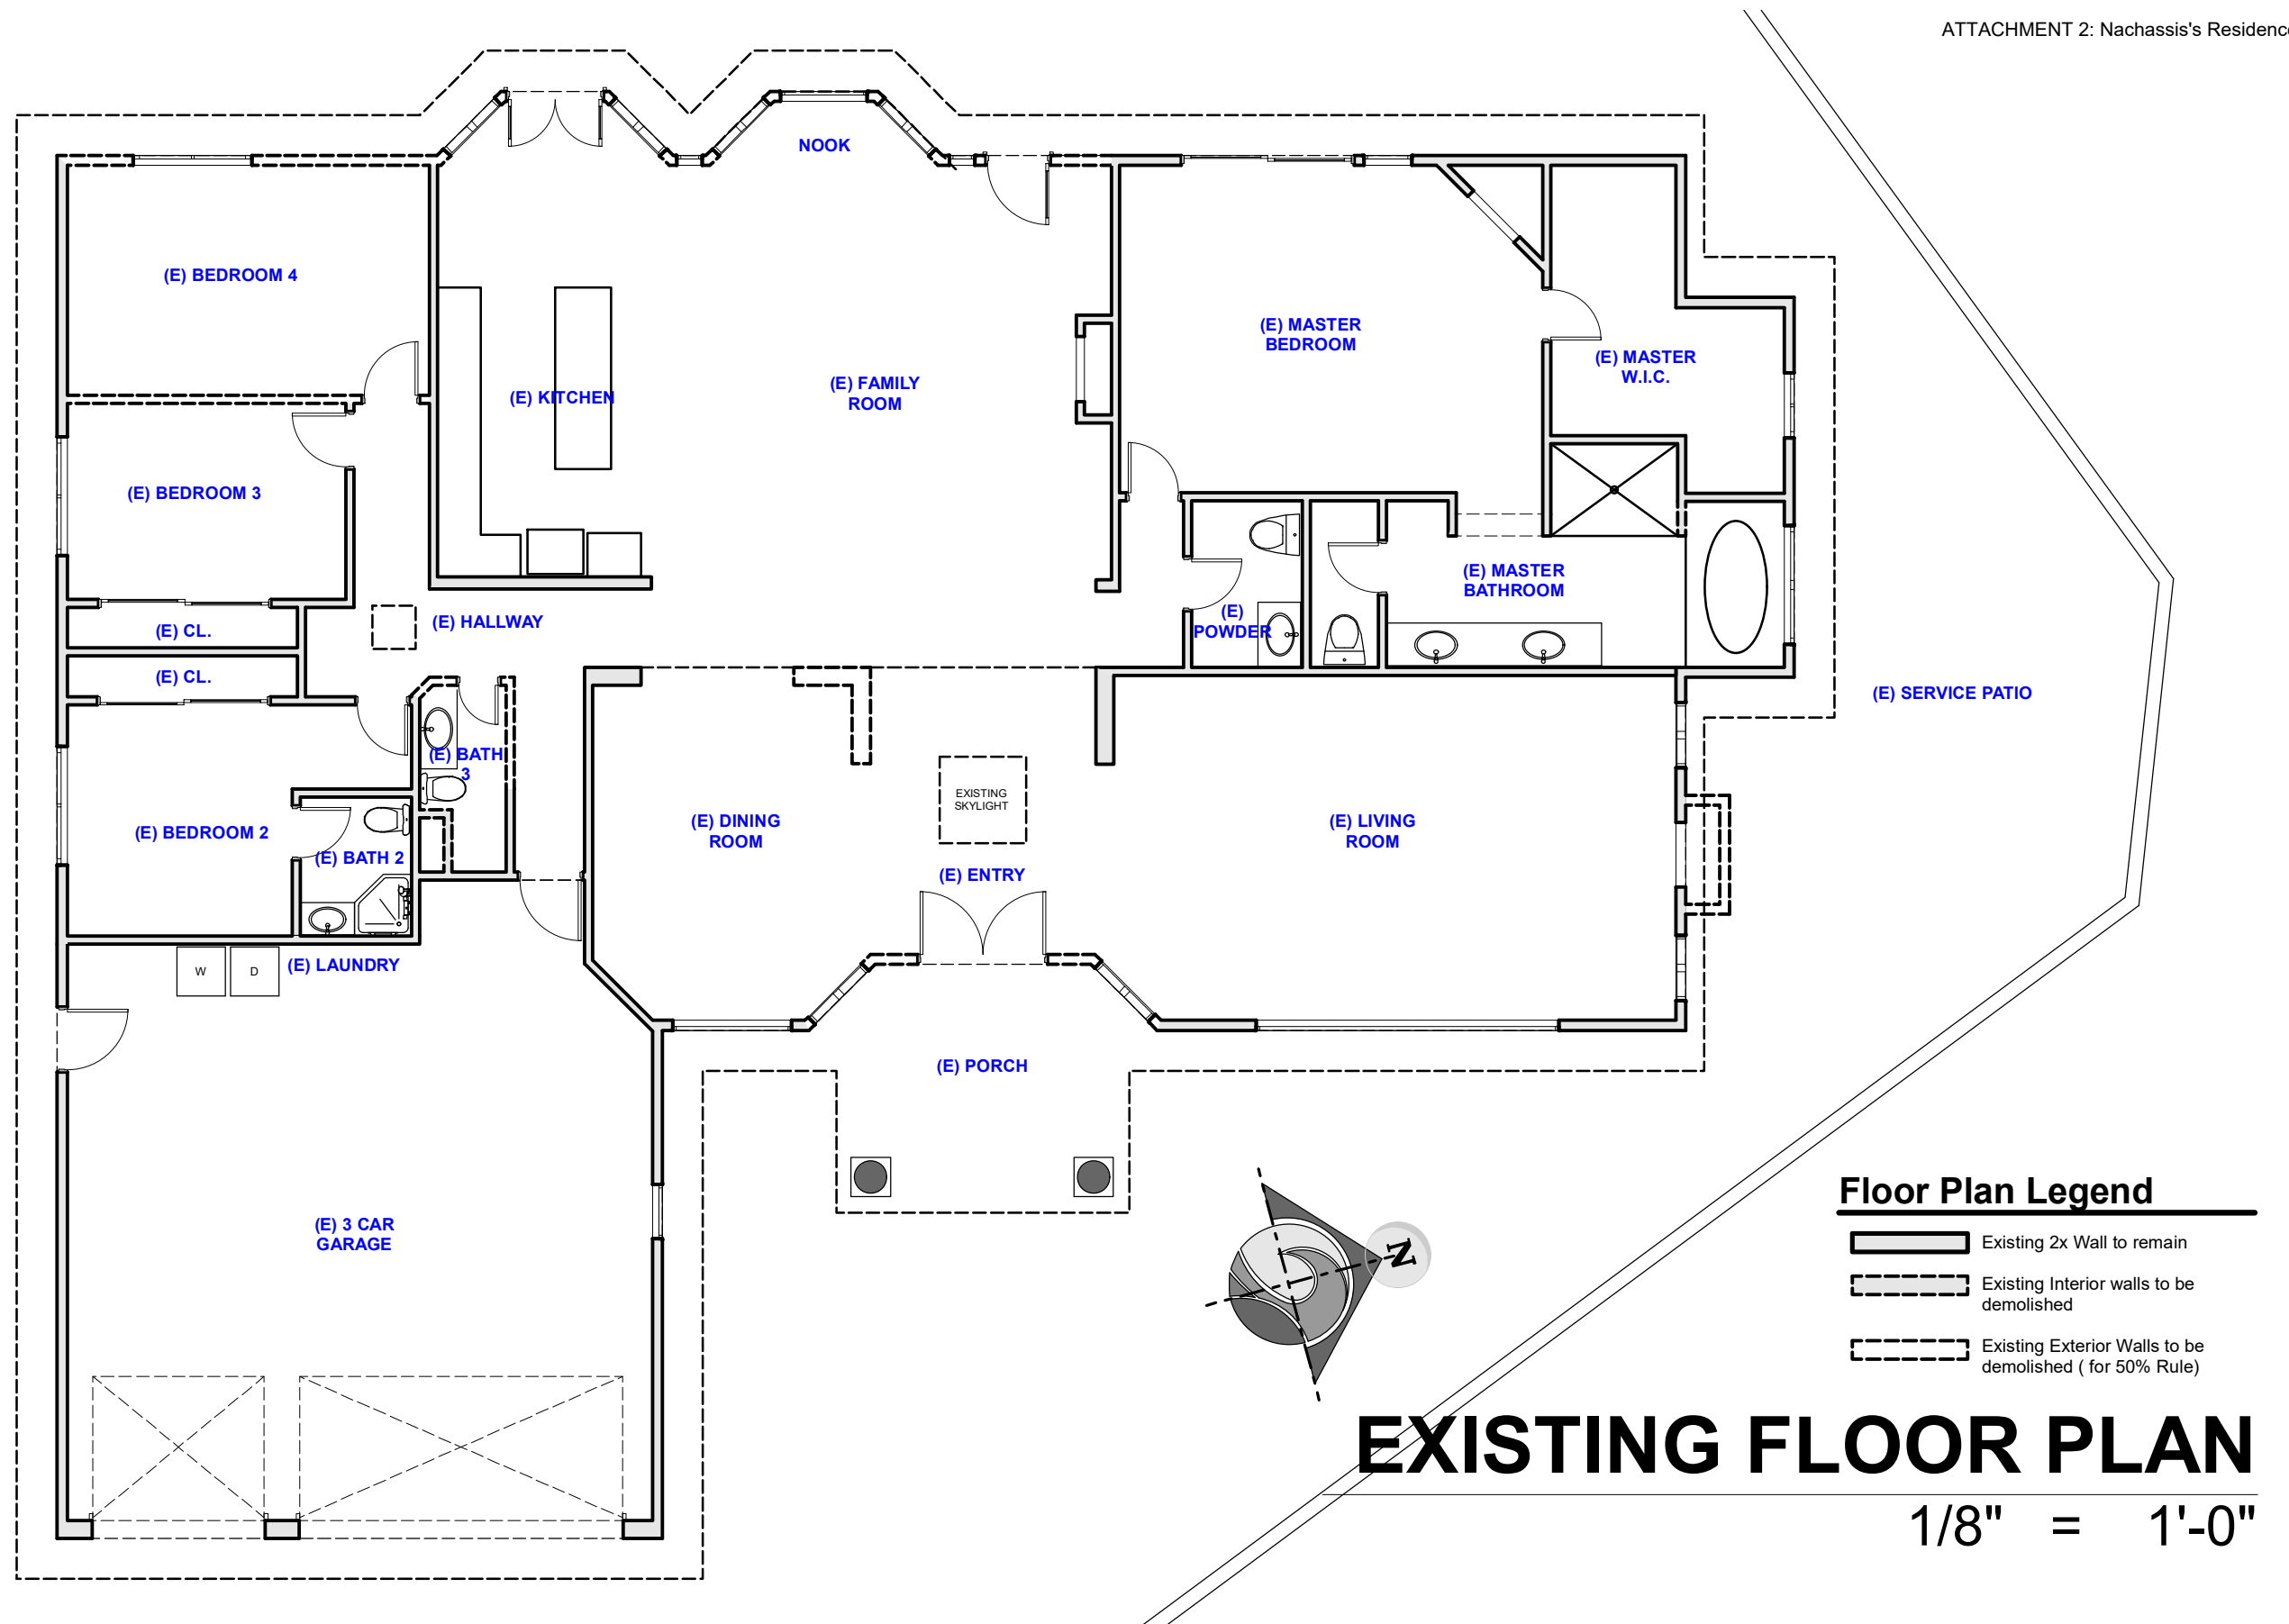 ATTACHMENT 2: Nachassis's Residence
NOOK
(E) BEDROOM 4
(E) MASTER
BEDROOM
(E) MASTER
W.I.C.
(E) KITCHEN
(E) FAMILY
ROOM
(E) BEDROOM 3
(E) MASTER
BATHROOM
(E)
POWDER
(E) CL.
(E) HALLWAY
(E) CL.
(E) SERVICE PATIO
(E) BATH
3
EXISTING
SKYLIGHT
(E) BEDROOM 2
(E) BATH 2
(E) DINING
ROOM
(E) LIVING
ROOM
(E) ENTRY
W
D
(E) LAUNDRY
(E) PORCH
(E) 3 CAR
GARAGE
N
Floor Plan Legend
Existing 2x Wall to remain
Existing Interior walls to be
demolished
Existing Exterior Walls to be
demolished ( for 50% Rule)
EXISTING FLOOR PLAN
1/8" = 1'-0"